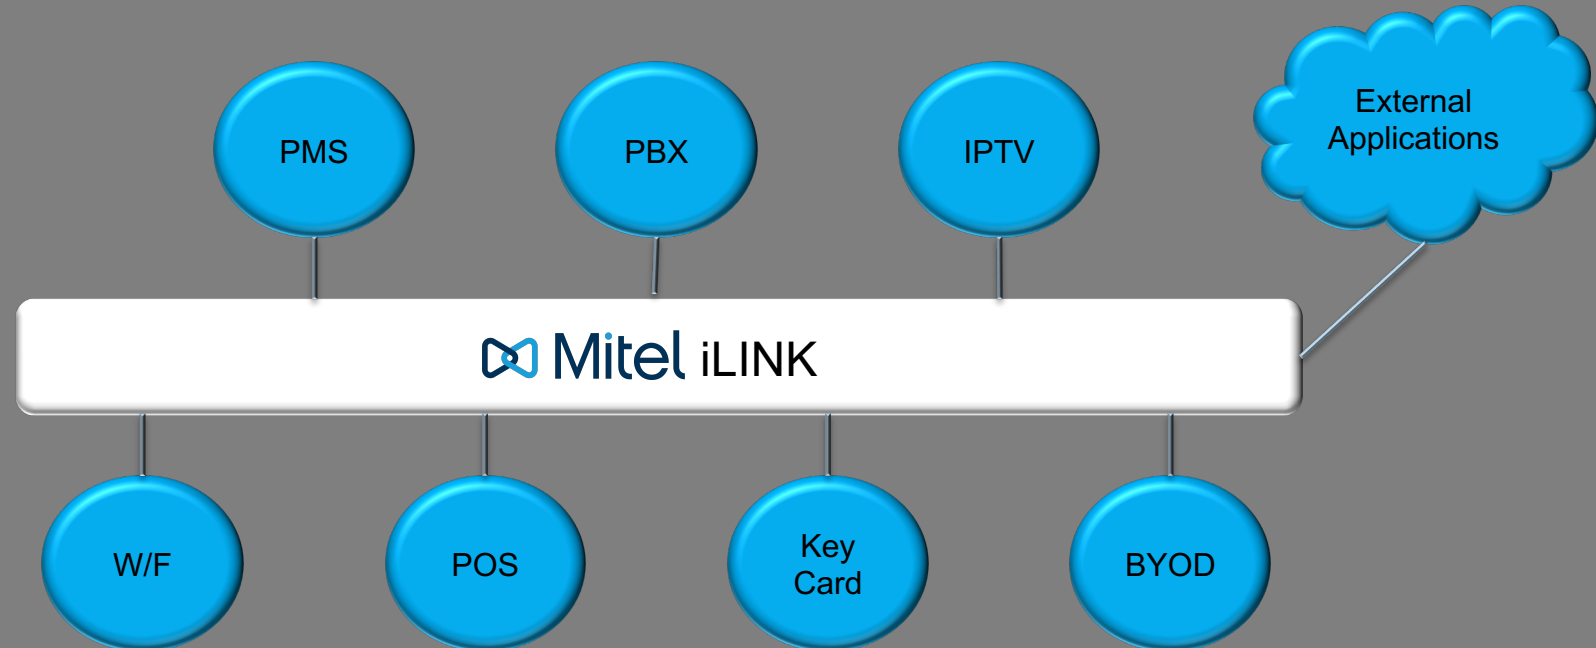 PMS
PBX
IPTV
External
Applications
Mitel iLINK
W/F
POS
Key
Card
BYOD